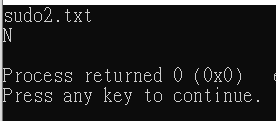 sudo2.txt
N
Process returned 0 (0x0)
Press any key to continue.